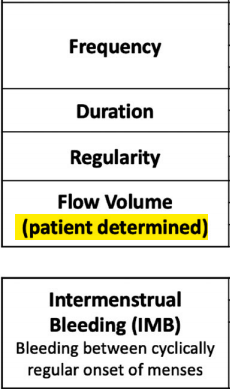 Frequency
Duration
Regularity
Flow Volume
(patient determined)
Intermenstrual
Bleeding (IMB)
Bleeding between cyclically
regular onset of menses